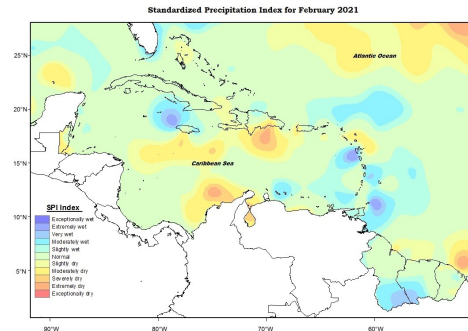 Standardized Precipitation Index for February 2021
25°N
20°N
15°N
10°N
5°N
Atlantic Ocean
Caribbean Sea
SPI Index
Exceptionally wet
Extremely wet
Very wet
Moderately wet
Slightly wet
Normal
Slightly dry
Moderately dry
Severely dry
Extremely dry
Exceptionally dry
90°W
80°W
70°W
60°W